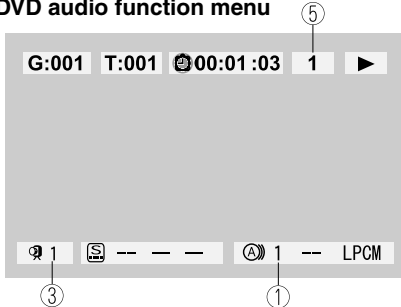 DVD audio function menu
⑤
G:001 T:001 00:01:03 1 ▶
1 S -- — — A 1 -- LPCM
③ ①